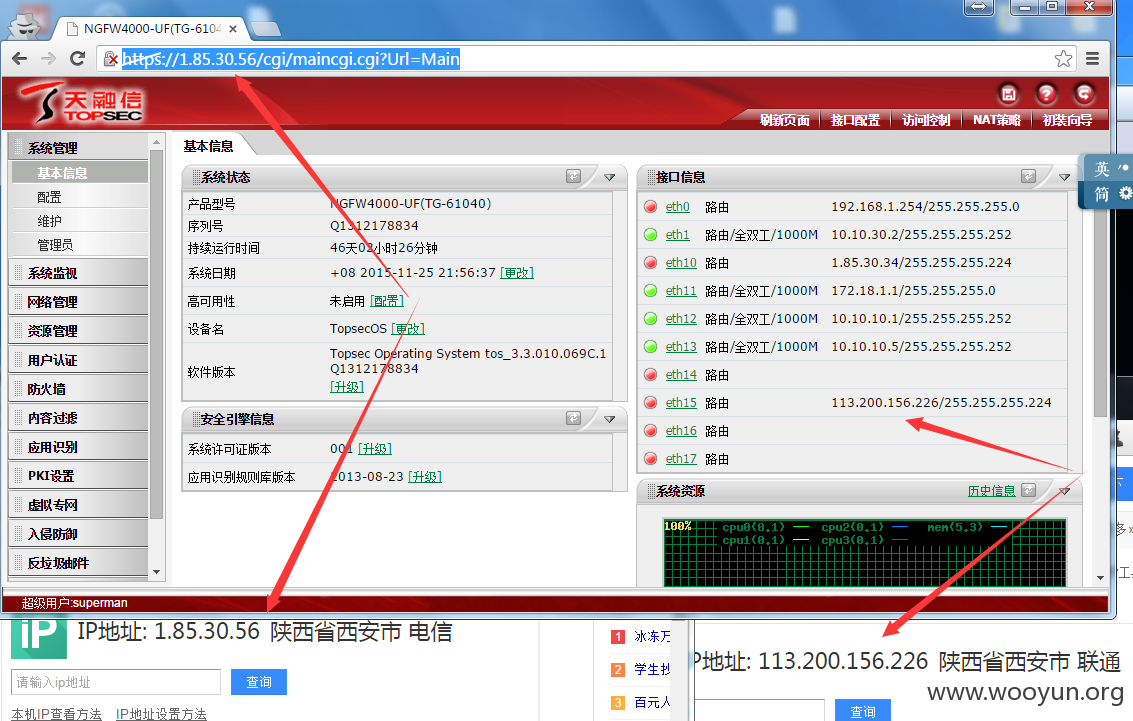 NGFW4000-UF(TG-6104
https://1.85.30.56/cgi/maincgi.cgi?Url=Main
天融信
TOPSEC
刷新页面 接口配置 访问控制 NAT策略 初装向导
英
简
系统管理
基本信息
配置
维护
管理员
系统监视
网络管理
资源管理
用户认证
防火墙
内容过滤
应用识别
PKI设置
虚拟专网
入侵防御
反垃圾邮件
基本信息
系统状态
产品型号 NGFW4000-UF(TG-61040)
序列号 Q1312178834
持续运行时间 46天02小时26分钟
系统日期 +08 2015-11-25 21:56:37 [更改]
高可用性 未启用 [配置]
设备名 TopsecOS [更改]
软件版本 Topsec Operating System tos_3.3.010.069C.1
Q1312178834
[升级]
安全引擎信息
系统许可证版本 001 [升级]
应用识别规则库版本 2013-08-23 [升级]
接口信息
eth0 路由 192.168.1.254/255.255.255.0
eth1 路由/全双工/1000M 10.10.30.2/255.255.255.252
eth10 路由 1.85.30.34/255.255.255.224
eth11 路由/全双工/1000M 172.18.1.1/255.255.255.0
eth12 路由/全双工/1000M 10.10.10.1/255.255.255.252
eth13 路由/全双工/1000M 10.10.10.5/255.255.255.252
eth14 路由
eth15 路由 113.200.156.226/255.255.255.224
eth16 路由
eth17 路由
系统资源 历史信息
100% cpu0(0.1) cpu2(0.1) mem(5.3)
cpu1(0.1) cpu3(0.1)
超级用户:superman
IP
IP地址: 1.85.30.56 陕西省西安市 电信
请输入ip地址 查询
本机IP查看方法 IP地址设置方法
1 冰冻万
2 学生抄
3 百元人
P地址: 113.200.156.226 陕西省西安市 联通
查询
www.wooyun.org
多»
工